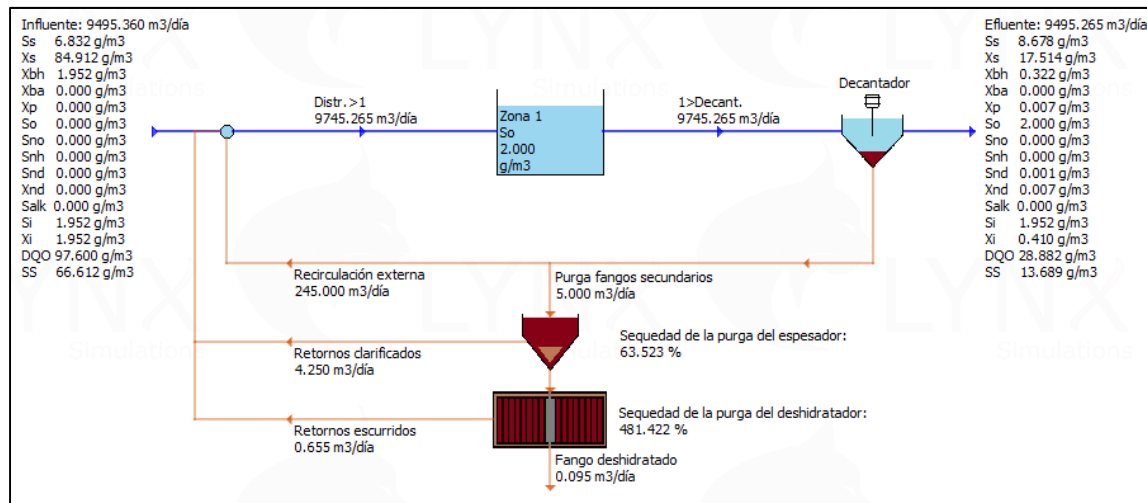 Influente: 9495.360 m3/día
Ss 6.832 g/m3
Xs 84.912 g/m3
Xbh 1.952 g/m3
Xba 0.000 g/m3
Xp 0.000 g/m3
So 0.000 g/m3
Sno 0.000 g/m3
Snh 0.000 g/m3
Snd 0.000 g/m3
Xnd 0.000 g/m3
Salk 0.000 g/m3
Si 1.952 g/m3
Xi 1.952 g/m3
DQO 97.600 g/m3
SS 66.612 g/m3
Distr.>1
9745.265 m3/día
Zona 1
So
2.000
g/m3
1>Decant.
9745.265 m3/día
Decantador
Efluente: 9495.265 m3/día
Ss 8.678 g/m3
Xs 17.514 g/m3
Xbh 0.322 g/m3
Xba 0.000 g/m3
Xp 0.007 g/m3
So 2.000 g/m3
Sno 0.000 g/m3
Snh 0.000 g/m3
Snd 0.001 g/m3
Xnd 0.007 g/m3
Salk 0.000 g/m3
Si 1.952 g/m3
Xi 0.410 g/m3
DQO 28.882 g/m3
SS 13.689 g/m3
Recirculación externa
245.000 m3/día
Purga fangos secundarios
5.000 m3/día
Retornos clarificados
4.250 m3/día
Sequedad de la purga del espesador:
63.523 %
Retornos escurridos
0.655 m3/día
Sequedad de la purga del deshidratador:
481.422 %
Fango deshidratado
0.095 m3/día
LYNX
Simulations